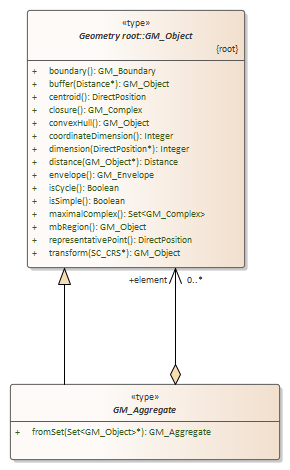 «type»
Geometry root::GM_Object
{root}
+ boundary(): GM_Boundary
+ buffer(Distance*): GM_Object
+ centroid(): DirectPosition
+ closure(): GM_Complex
+ convexHull(): GM_Object
+ coordinateDimension(): Integer
+ dimension(DirectPosition*): Integer
+ distance(GM_Object*): Distance
+ envelope(): GM_Envelope
+ isCycle(): Boolean
+ isSimple(): Boolean
+ maximalComplex(): Set<GM_Complex>
+ mbRegion(): GM_Object
+ representativePoint(): DirectPosition
+ transform(SC_CRS*): GM_Object
+element 0..*
«type»
GM_Aggregate
+ fromSet(Set<GM_Object>*): GM_Aggregate